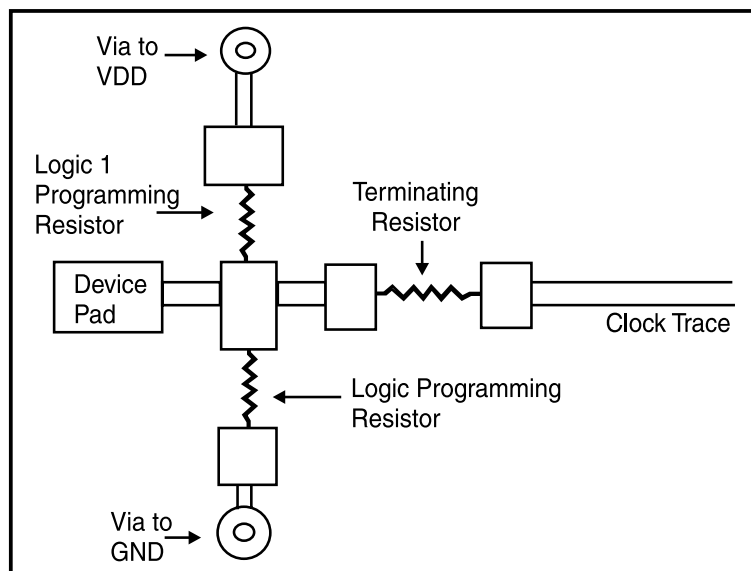 Via to
VDD
Logic 1
Programming
Resistor
Terminating
Resistor
Device
Pad
Clock Trace
Logic Programming
Resistor
Via to
GND